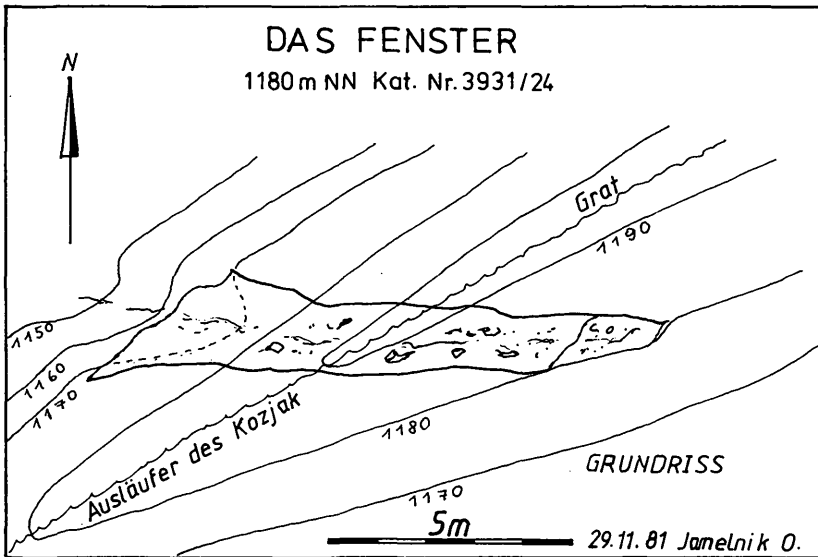 DAS FENSTER
1180 m NN Kat. Nr. 3931/24
N
Grat
1190
1150
1160
1170
Ausläufer des Kozjak
1180
GRUNDRISS
1170
5m
29.11.81 Jamelnik O.